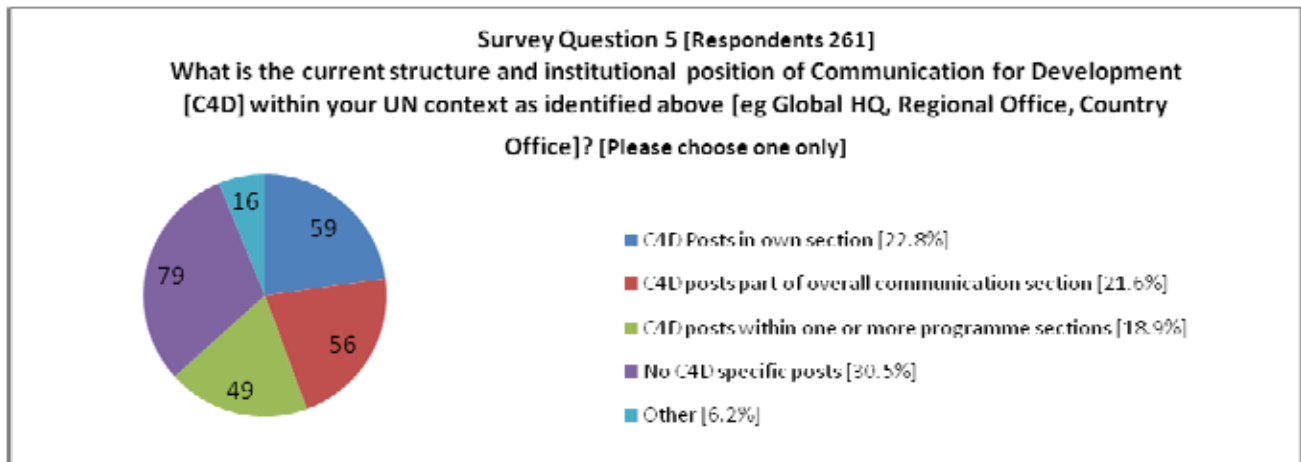 Survey Question 5 [Respondents 261]
What is the current structure and institutional position of Communication for Development
[C4D] within your UN context as identified above [eg Global HQ, Regional Office, Country
Office]? [Please choose one only]
16
59
79
56
49
C4D Posts in own section [22.8%]
C4D posts part of overall communication section [21.6%]
C4D posts within one or more programme sections [18.9%]
No C4D specific posts [30.5%]
Other [6.2%]